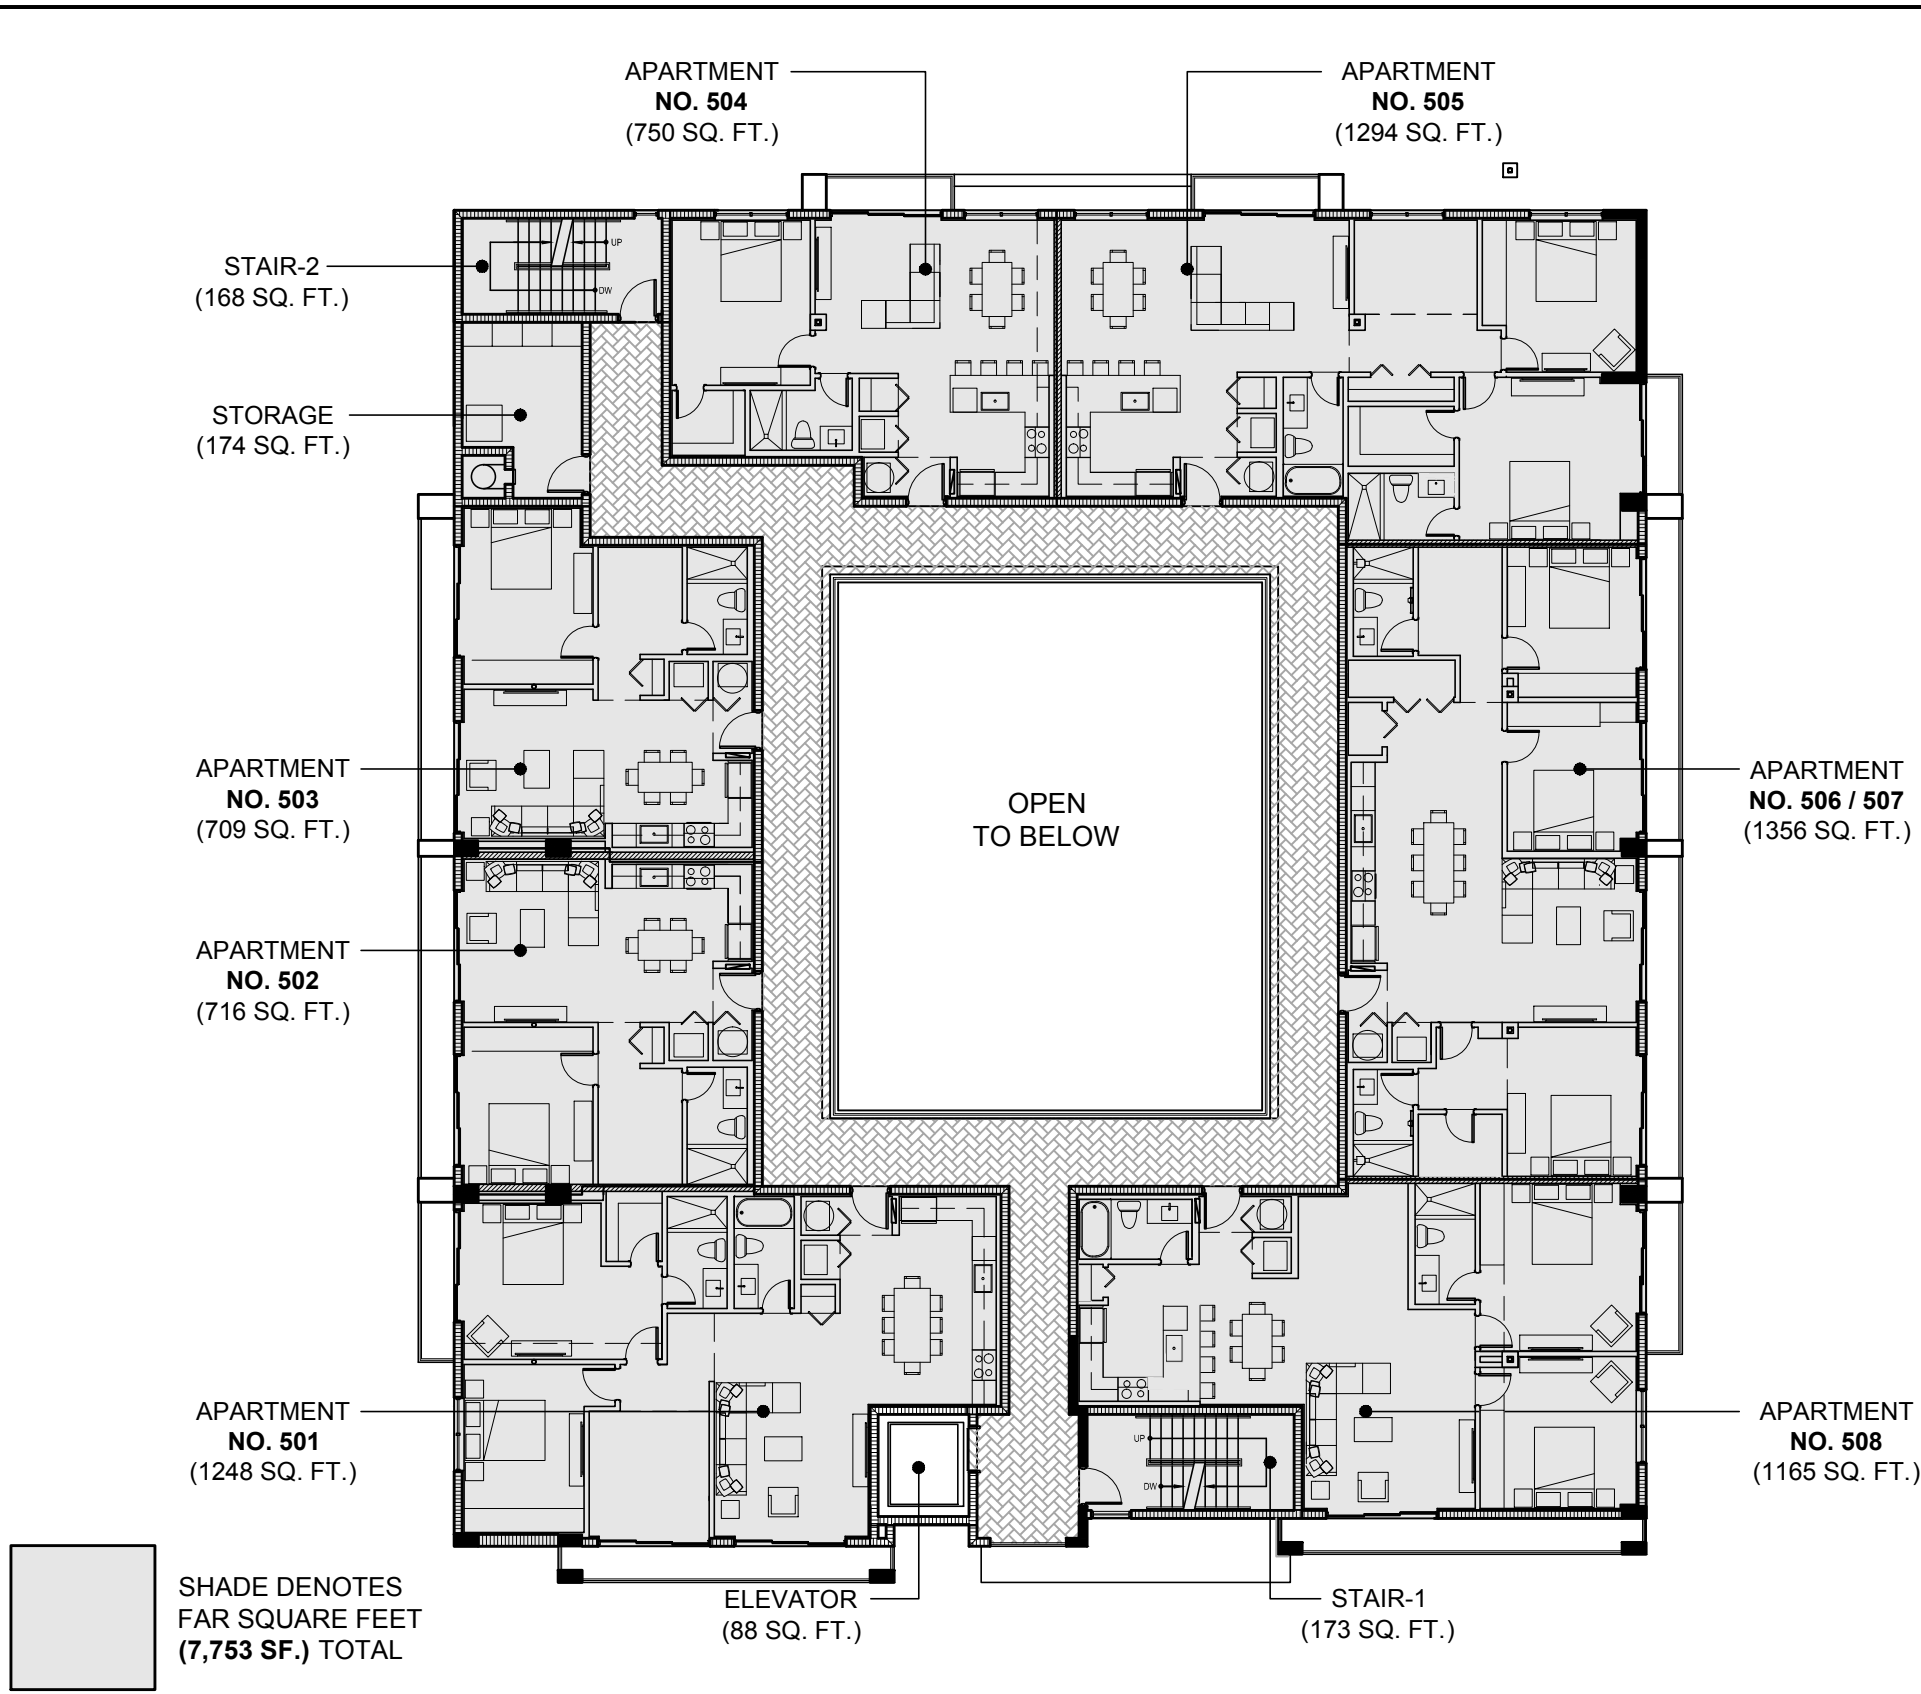 APARTMENT
NO. 504
(750 SQ. FT.)
APARTMENT
NO. 505
(1294 SQ. FT.)
STAIR-2
(168 SQ. FT.)
UP
DW
STORAGE
(174 SQ. FT.)
APARTMENT
NO. 503
(709 SQ. FT.)
OPEN
TO BELOW
APARTMENT
NO. 506 / 507
(1356 SQ. FT.)
APARTMENT
NO. 502
(716 SQ. FT.)
APARTMENT
NO. 501
(1248 SQ. FT.)
UP
DW
APARTMENT
NO. 508
(1165 SQ. FT.)
SHADE DENOTES
FAR SQUARE FEET
(7,753 SF.) TOTAL
ELEVATOR
(88 SQ. FT.)
STAIR-1
(173 SQ. FT.)